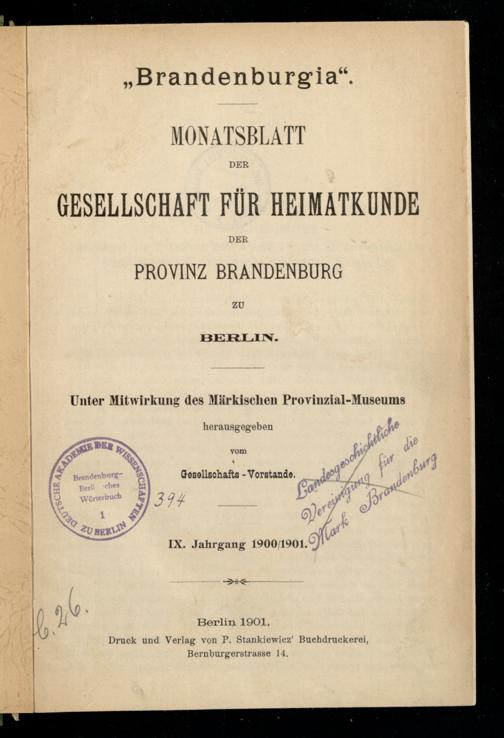 „Brandenburgia“.
MONATSBLATT
DER
GESELLSCHAFT FÜR HEIMATKUNDE
DER
PROVINZ BRANDENBURG
ZU
BERLIN.
Unter Mitwirkung des Märkischen Provinzial-Museums
herausgegeben
vom
Gesellschafts-Vorstande.
Landesgeschichtliche
Vereinigung für die
Mark Brandenburg
DEUTSCHE AKADEMIE DER WISSENSCHAFTEN
ZU BERLIN
Brandenburg-
Wörterbuch
1
394
IX. Jahrgang 1900/1901.
26.
Berlin 1901.
Druck und Verlag von P. Stankiewicz' Buchdruckerei,
Bernburgerstrasse 14.